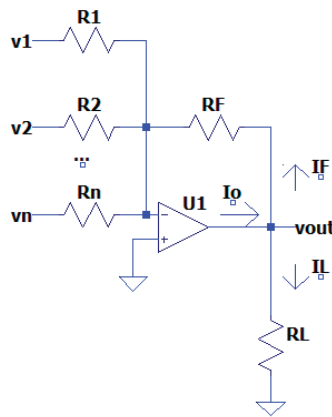 v1
R1
v2
R2
RF
...
vn
Rn
U1
Io
IF
vout
IL
RL